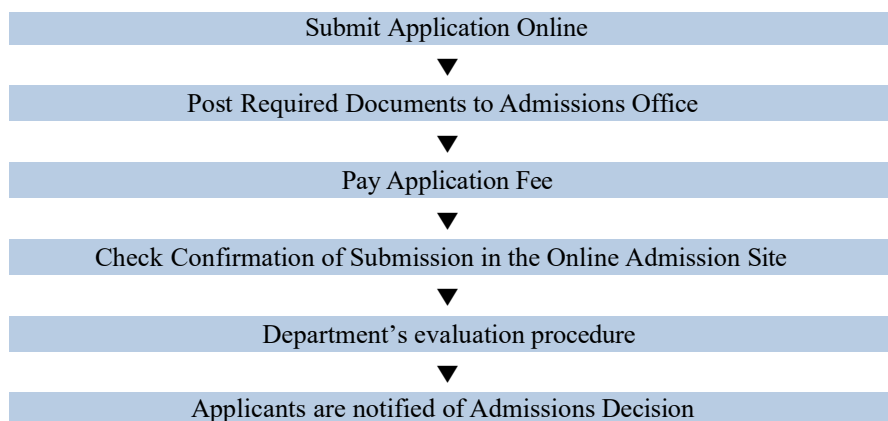 Submit Application Online
Post Required Documents to Admissions Office
Pay Application Fee
Check Confirmation of Submission in the Online Admission Site
Department’s evaluation procedure
Applicants are notified of Admissions Decision